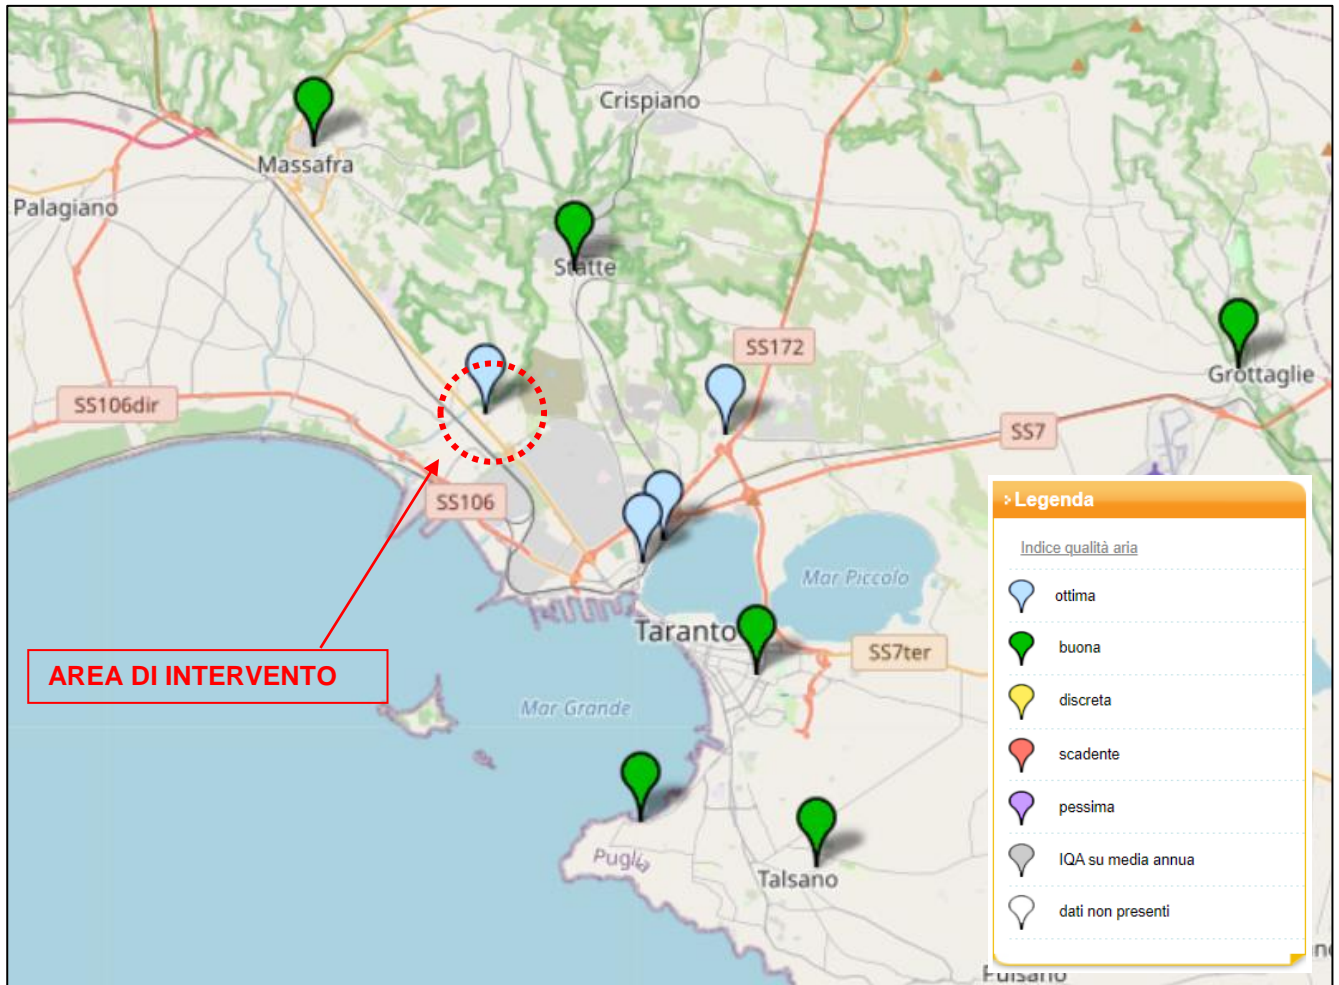 Crispiano
Massafra
Palagiano
Statte
SS172
Grottaglie
SS106dir
SS7
SS106
Mar Piccolo
Taranto
SS7ter
AREA DI INTERVENTO
Mar Grande
Puglia
Talsano
Pulsano
Legenda
Indice qualità aria
ottima
buona
discreta
scadente
pessima
IQA su media annua
dati non presenti